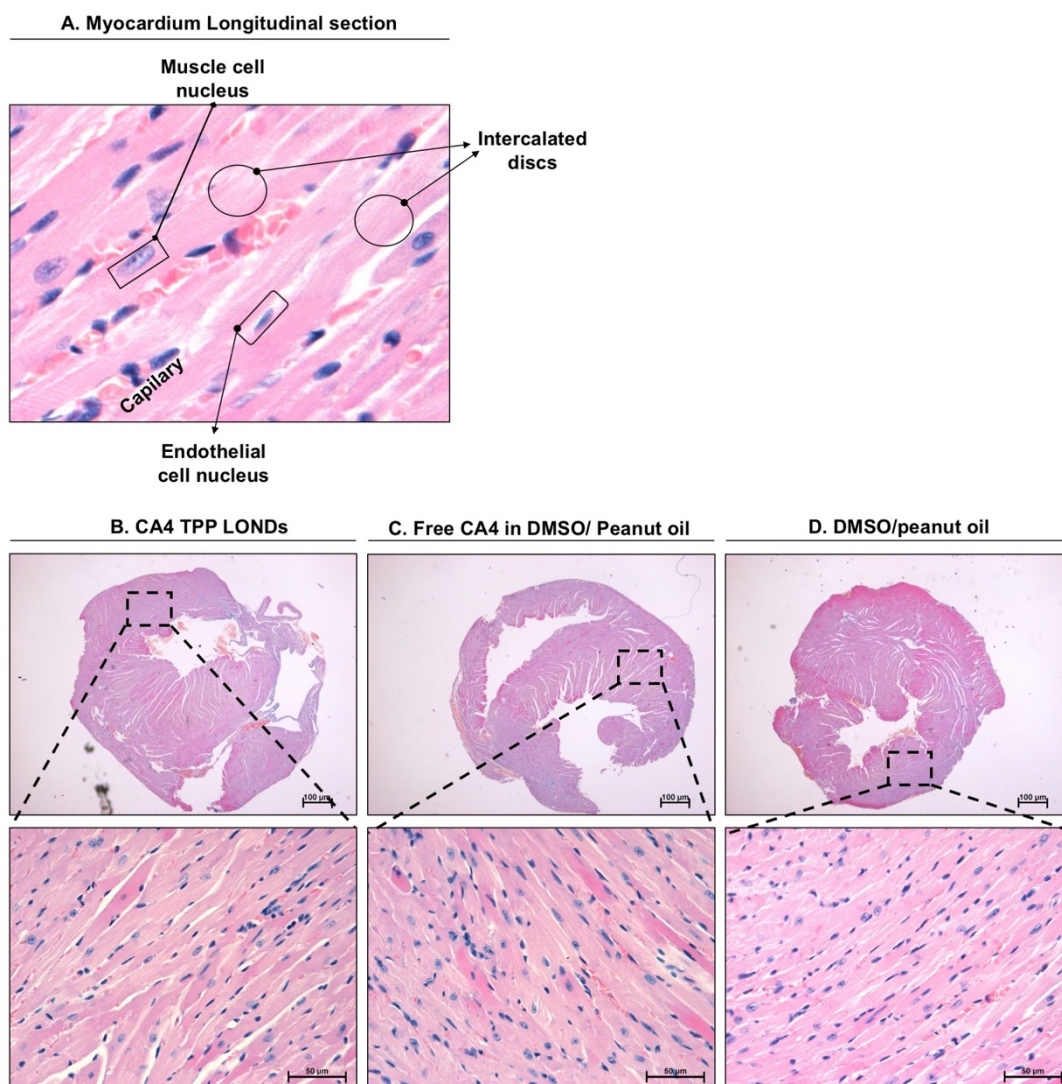 A. Myocardium Longitudinal section
Muscle cell
nucleus
Intercalated
discs
Capilary
Endothelial
cell nucleus
B. CA4 TPP LONDs
C. Free CA4 in DMSO/ Peanut oil
D. DMSO/peanut oil
100 µm
100 µm
100 µm
50 µm
50 µm
50 µm